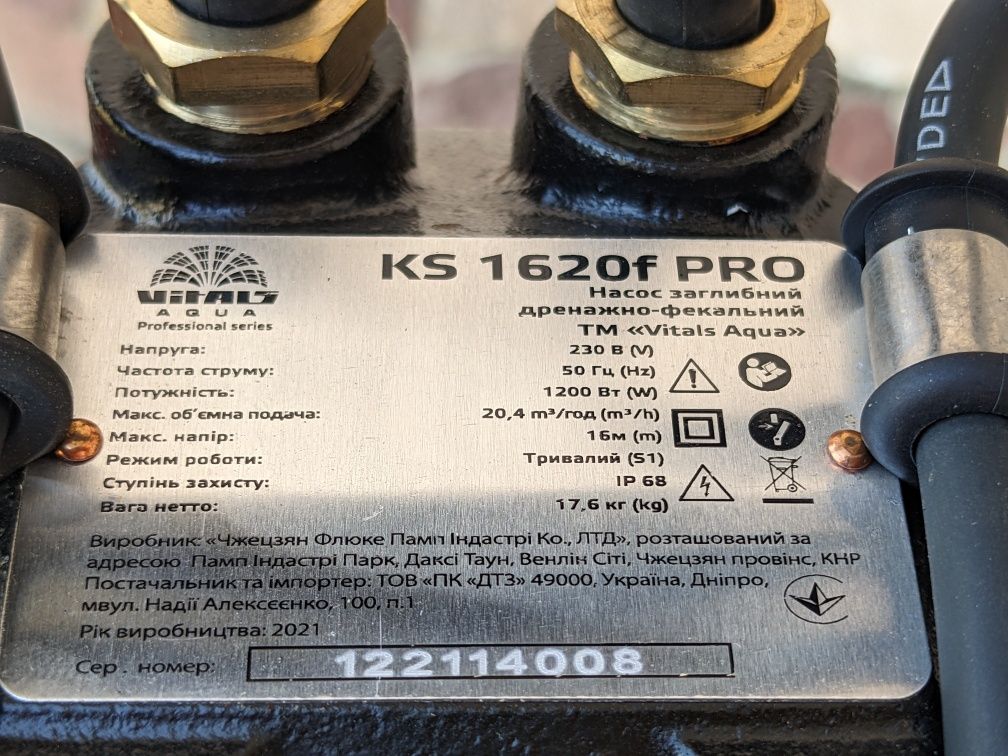 VITALS
AQUA
Professional series
KS 1620f PRO
Насос заглибний
дренажно-фекальний
ТМ «Vitals Aqua»
Напруга: 230 В (V)
Частота струму: 50 Гц (Hz)
Потужність: 1200 Вт (W)
Макс. об'ємна подача: 20,4 m³/год (m³/h)
Макс. напір: 16м (m)
Режим роботи: Тривалий (S1)
Ступінь захисту: IP 68
Вага нетто: 17,6 кг (kg)
Виробник: «Чжецзян Флюке Памп Індастрі Ко., ЛТД», розташований за
адресою Памп Індастрі Парк, Даксі Таун, Венлін Сіті, Чжецзян провінс, КНР
Постачальник та імпортер: ТОВ «ПК «ДТЗ» 49000, Україна, Дніпро,
мвул. Надії Алексєєнко, 100, п.1
Рік виробництва: 2021
Сер. номер: 122114008